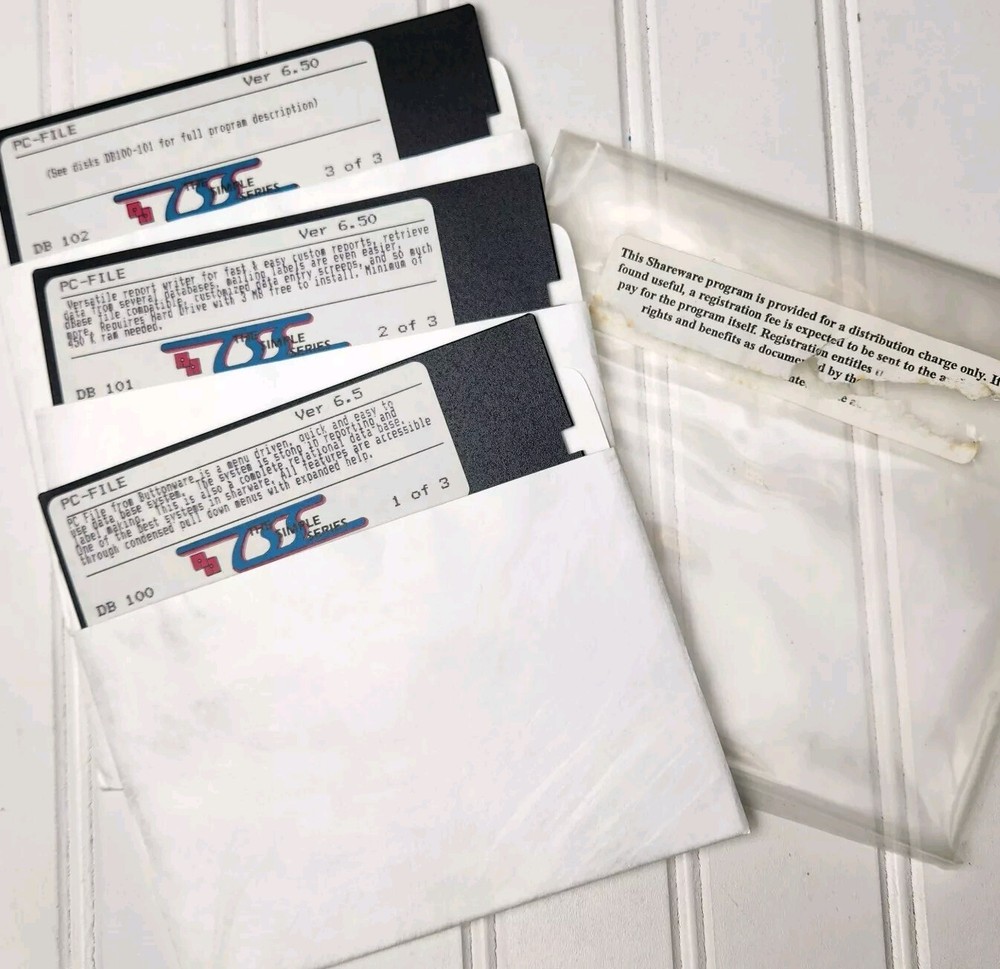 PC-FILE Ver 6.50
(See disks DB100-101 for full program description)
THE SIMPLE SERIES
3 of 3
DB 102
PC-FILE Ver 6.50
Versatile report writer for fast & easy custom reports, retrieve
data from several databases, mailing labels are even easier,
dbase file compatible, customized data entry screens, and so much
more. Requires Hard Drive with 3 MB free to install. Minimum of
450 K ram needed.
THE SIMPLE SERIES
2 of 3
DB 101
PC-FILE Ver 6.5
PC File from Buttonware is a menu driven, quick and easy to
use data base system. The system is stong in reporting and
label making. This is also a complete relational data base.
One of the best systems in sharware. All features are accessible
through condensed pull down menus with expanded help.
THE SIMPLE SERIES
1 of 3
DB 100
This Shareware program is provided for a distribution charge only. If
found useful, a registration fee is expected to be sent to the a
pay for the program itself. Registration entitles
rights and benefits as docume d by th